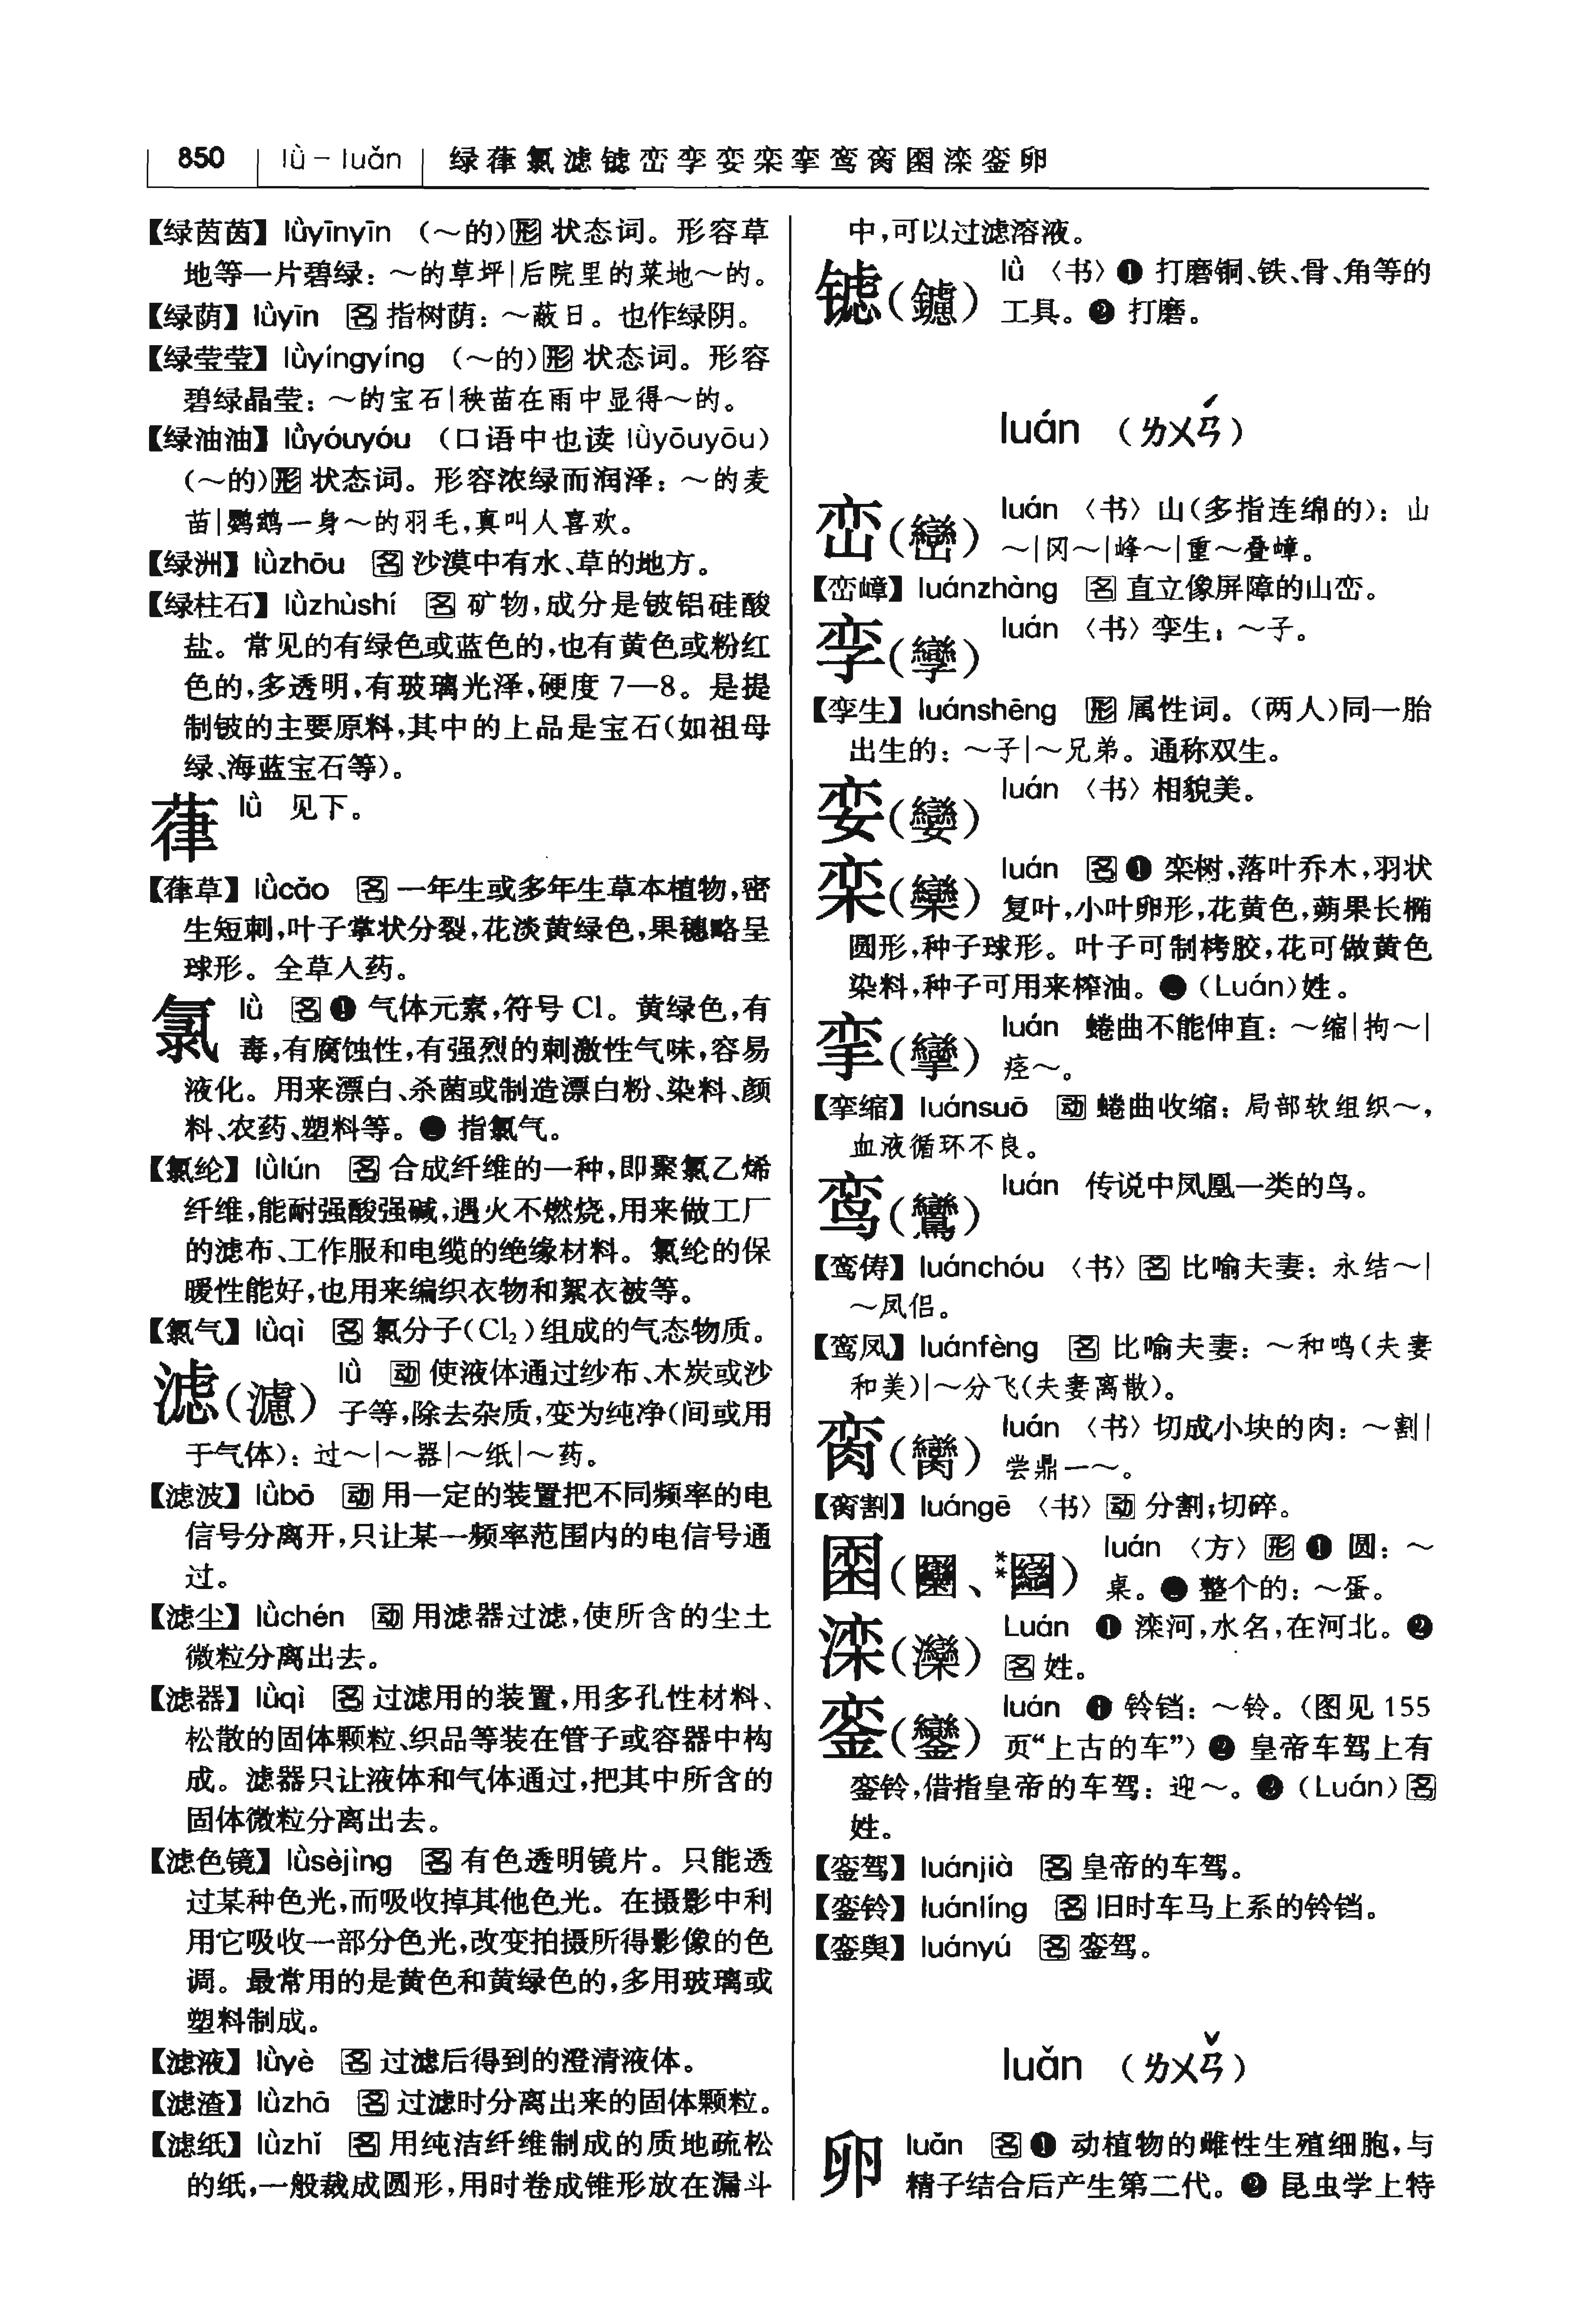 850 lǜ－luǎn 绿葎氯滤𫔍峦孪娈栾挛鸾脔圞滦銮卵
【绿茵茵】lǜyīnyīn （～的）形 状态词。形容草
地等一片碧绿：～的草坪|后院里的菜地～的。
【绿荫】lǜyīn 名 指树荫：～蔽日。也作绿阴。
【绿莹莹】lǜyíngyíng （～的）形 状态词。形容
碧绿晶莹：～的宝石|秧苗在雨中显得～的。
【绿油油】lǜyóuyóu （口语中也读 lǜyōuyōu）
（～的）形 状态词。形容浓绿而润泽：～的麦
苗|鹦鹉一身～的羽毛，真叫人喜欢。
【绿洲】lǜzhōu 名 沙漠中有水、草的地方。
【绿柱石】lǜzhùshí 名 矿物，成分是铍铝硅酸
盐。常见的有绿色或蓝色的，也有黄色或粉红
色的，多透明，有玻璃光泽，硬度 7—8。是提
制铍的主要原料，其中的上品是宝石（如祖母
绿、海蓝宝石等）。
葎 lǜ 见下。
【葎草】lǜcǎo 名 一年生或多年生草本植物，密
生短刺，叶子掌状分裂，花淡黄绿色，果穗略呈
球形。全草入药。
氯 lǜ 名 ❶ 气体元素，符号 Cl。黄绿色，有
毒，有腐蚀性，有强烈的刺激性气味，容易
液化。用来漂白、杀菌或制造漂白粉、染料、颜
料、农药、塑料等。❷ 指氯气。
【氯纶】lǜlún 名 合成纤维的一种，即聚氯乙烯
纤维，能耐强酸强碱，遇火不燃烧，用来做工厂
的滤布、工作服和电缆的绝缘材料。氯纶的保
暖性能好，也用来编织衣物和絮衣被等。
【氯气】lǜqì 名 氯分子（Cl₂）组成的气态物质。
滤（濾） lǜ 动 使液体通过纱布、木炭或沙
子等，除去杂质，变为纯净（间或用
于气体）：过～|～器|～纸|～药。
【滤波】lǜbō 动 用一定的装置把不同频率的电
信号分离开，只让某一频率范围内的电信号通
过。
【滤尘】lǜchén 动 用滤器过滤，使所含的尘土
微粒分离出去。
【滤器】lǜqì 名 过滤用的装置，用多孔性材料、
松散的固体颗粒、织品等装在管子或容器中构
成。滤器只让液体和气体通过，把其中所含的
固体微粒分离出去。
【滤色镜】lǜsèjìng 名 有色透明镜片。只能透
过某种色光，而吸收掉其他色光。在摄影中利
用它吸收一部分色光，改变拍摄所得影像的色
调。最常用的是黄色和黄绿色的，多用玻璃或
塑料制成。
【滤液】lǜyè 名 过滤后得到的澄清液体。
【滤渣】lǜzhā 名 过滤时分离出来的固体颗粒。
【滤纸】lǜzhǐ 名 用纯洁纤维制成的质地疏松
的纸，一般裁成圆形，用时卷成锥形放在漏斗
中，可以过滤溶液。
𫔍（鑢） lǜ 〈书〉❶ 打磨铜、铁、骨、角等的
工具。❷ 打磨。
luán （ㄌㄨㄢˊ）
峦（巒） luán 〈书〉山（多指连绵的）：山
～|冈～|峰～|重～叠嶂。
【峦嶂】luánzhàng 名 直立像屏障的山峦。
孪（孿） luán 〈书〉孪生：～子。
【孪生】luánshēng 形 属性词。（两人）同一胎
出生的：～子|～兄弟。通称双生。
娈（孌） luán 〈书〉相貌美。
栾（欒） luán 名 ❶ 栾树，落叶乔木，羽状
复叶，小叶卵形，花黄色，蒴果长椭
圆形，种子球形。叶子可制栲胶，花可做黄色
染料，种子可用来榨油。❷（Luán）姓。
挛（攣） luán 蜷曲不能伸直：～缩|拘～|
痉～。
【挛缩】luánsuō 动 蜷曲收缩：局部软组织～，
血液循环不良。
鸾（鸞） luán 传说中凤凰一类的鸟。
【鸾俦】luánchóu 〈书〉名 比喻夫妻：永结～|
～凤侣。
【鸾凤】luánfèng 名 比喻夫妻：～和鸣（夫妻
和美）|～分飞（夫妻离散）。
脔（臠） luán 〈书〉切成小块的肉：～割|
尝鼎一～。
【脔割】luángē 〈书〉动 分割；切碎。
圞（圞、**圝） luán 〈方〉形 ❶ 圆：～
桌。❷ 整个的：～蛋。
滦（灤） Luán ❶ 滦河，水名，在河北。❷
名 姓。
銮（鑾） luán ❶ 铃铛：～铃。（图见 155
页“上古的车”）❷ 皇帝车驾上有
銮铃，借指皇帝的车驾：迎～。❸（Luán）名
姓。
【銮驾】luánjià 名 皇帝的车驾。
【銮铃】luánlíng 名 旧时车马上系的铃铛。
【銮舆】luányú 名 銮驾。
luǎn （ㄌㄨㄢˇ）
卵 luǎn 名 ❶ 动植物的雌性生殖细胞，与
精子结合后产生第二代。❷ 昆虫学上特